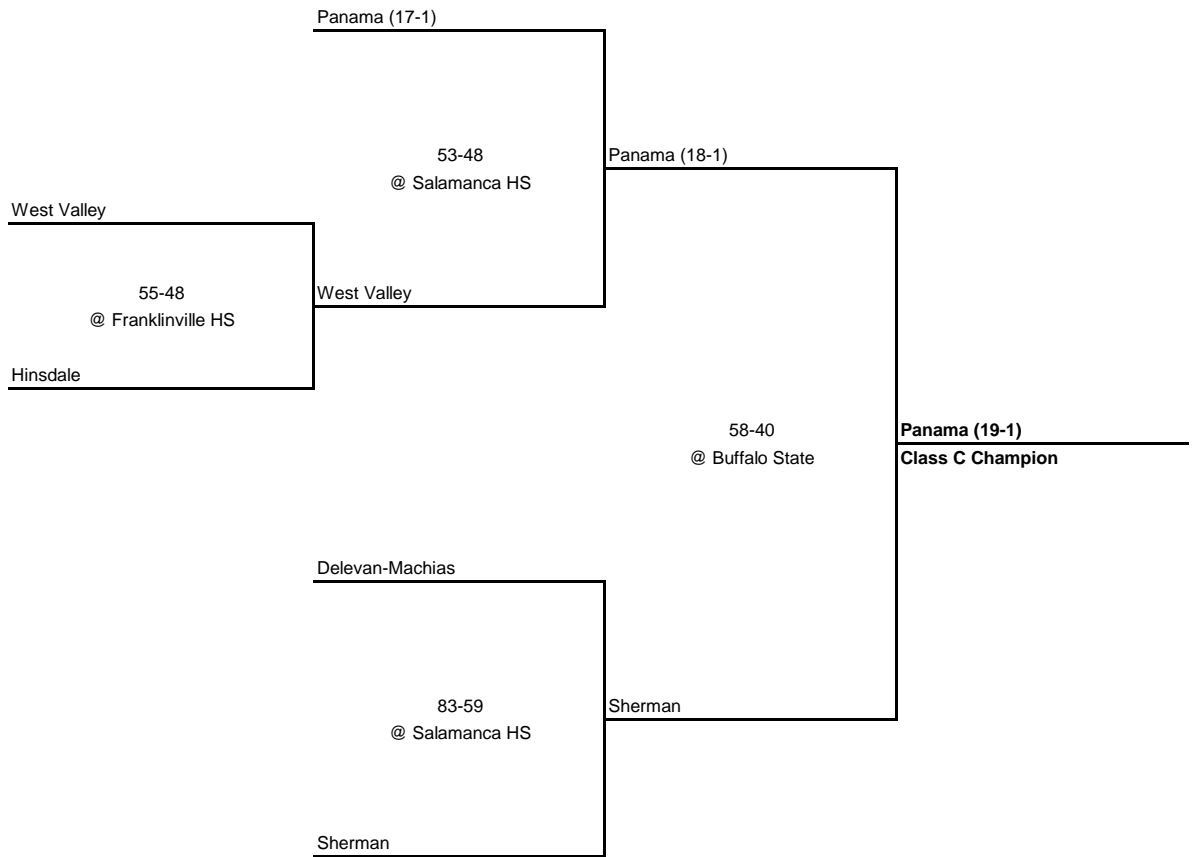 Panama (17-1)
53-48
@ Salamanca HS
Panama (18-1)
West Valley
55-48
@ Franklinville HS
West Valley
Hinsdale
58-40
@ Buffalo State
Panama (19-1)
Class C Champion
Delevan-Machias
83-59
@ Salamanca HS
Sherman
Sherman